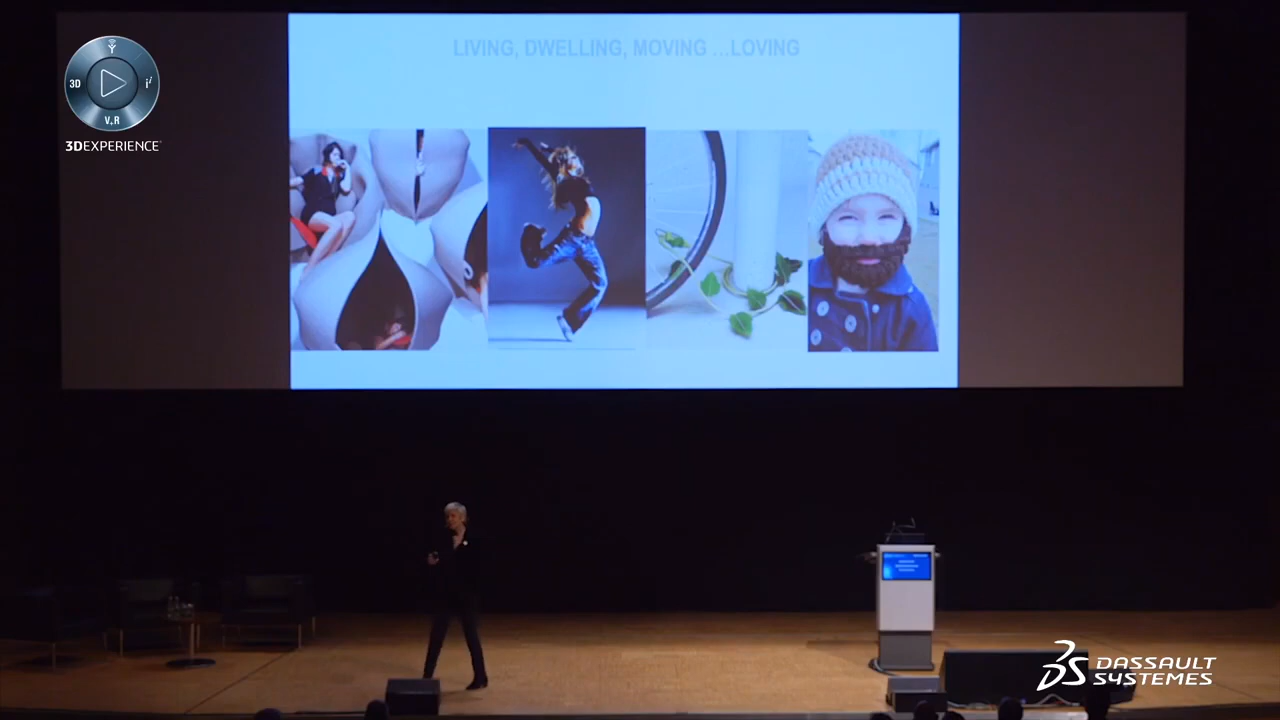 LIVING, DWELLING, MOVING ...LOVING
3D
V,R
3DEXPERIENCE
DASSAULT
SYSTEMES